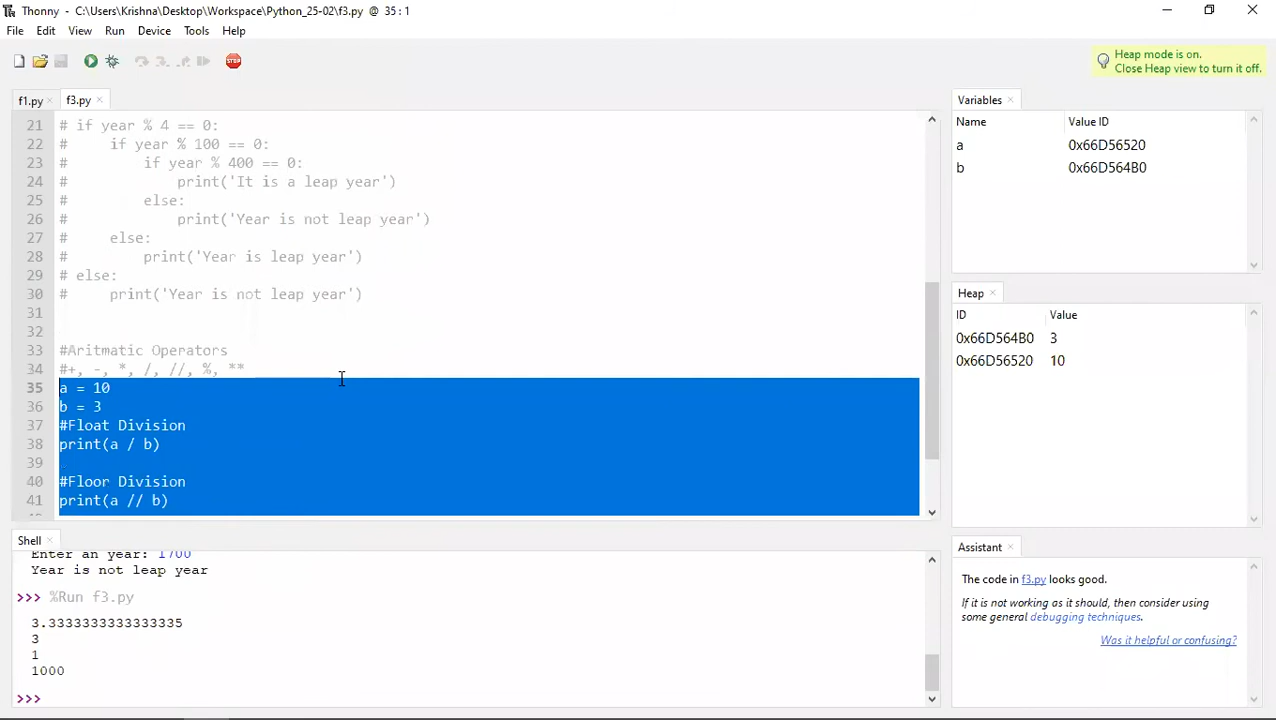 Thonny - C:\Users\Krishna\Desktop\Workspace\Python_25-02\f3.py @ 35 : 1
File Edit View Run Device Tools Help
STOP
Heap mode is on.
Close Heap view to turn it off.
f1.py × f3.py ×
21 # if year % 4 == 0:
22 #     if year % 100 == 0:
23 #         if year % 400 == 0:
24 #             print('It is a leap year')
25 #         else:
26 #             print('Year is not leap year')
27 #     else:
28 #         print('Year is leap year')
29 # else:
30 #     print('Year is not leap year')
31
32
33 #Aritmatic Operators
34 #+, -, *, /, //, %, **
35 a = 10
36 b = 3
37 #Float Division
38 print(a / b)
39
40 #Floor Division
41 print(a // b)
Variables ×
Name Value ID
a 0x66D56520
b 0x66D564B0
Heap ×
ID Value
0x66D564B0 3
0x66D56520 10
Shell ×
Enter an year: 1700
Year is not leap year
>>> %Run f3.py
3.3333333333333335
3
1
1000
>>>
Assistant ×
The code in f3.py looks good.
If it is not working as it should, then consider using
some general debugging techniques.
Was it helpful or confusing?